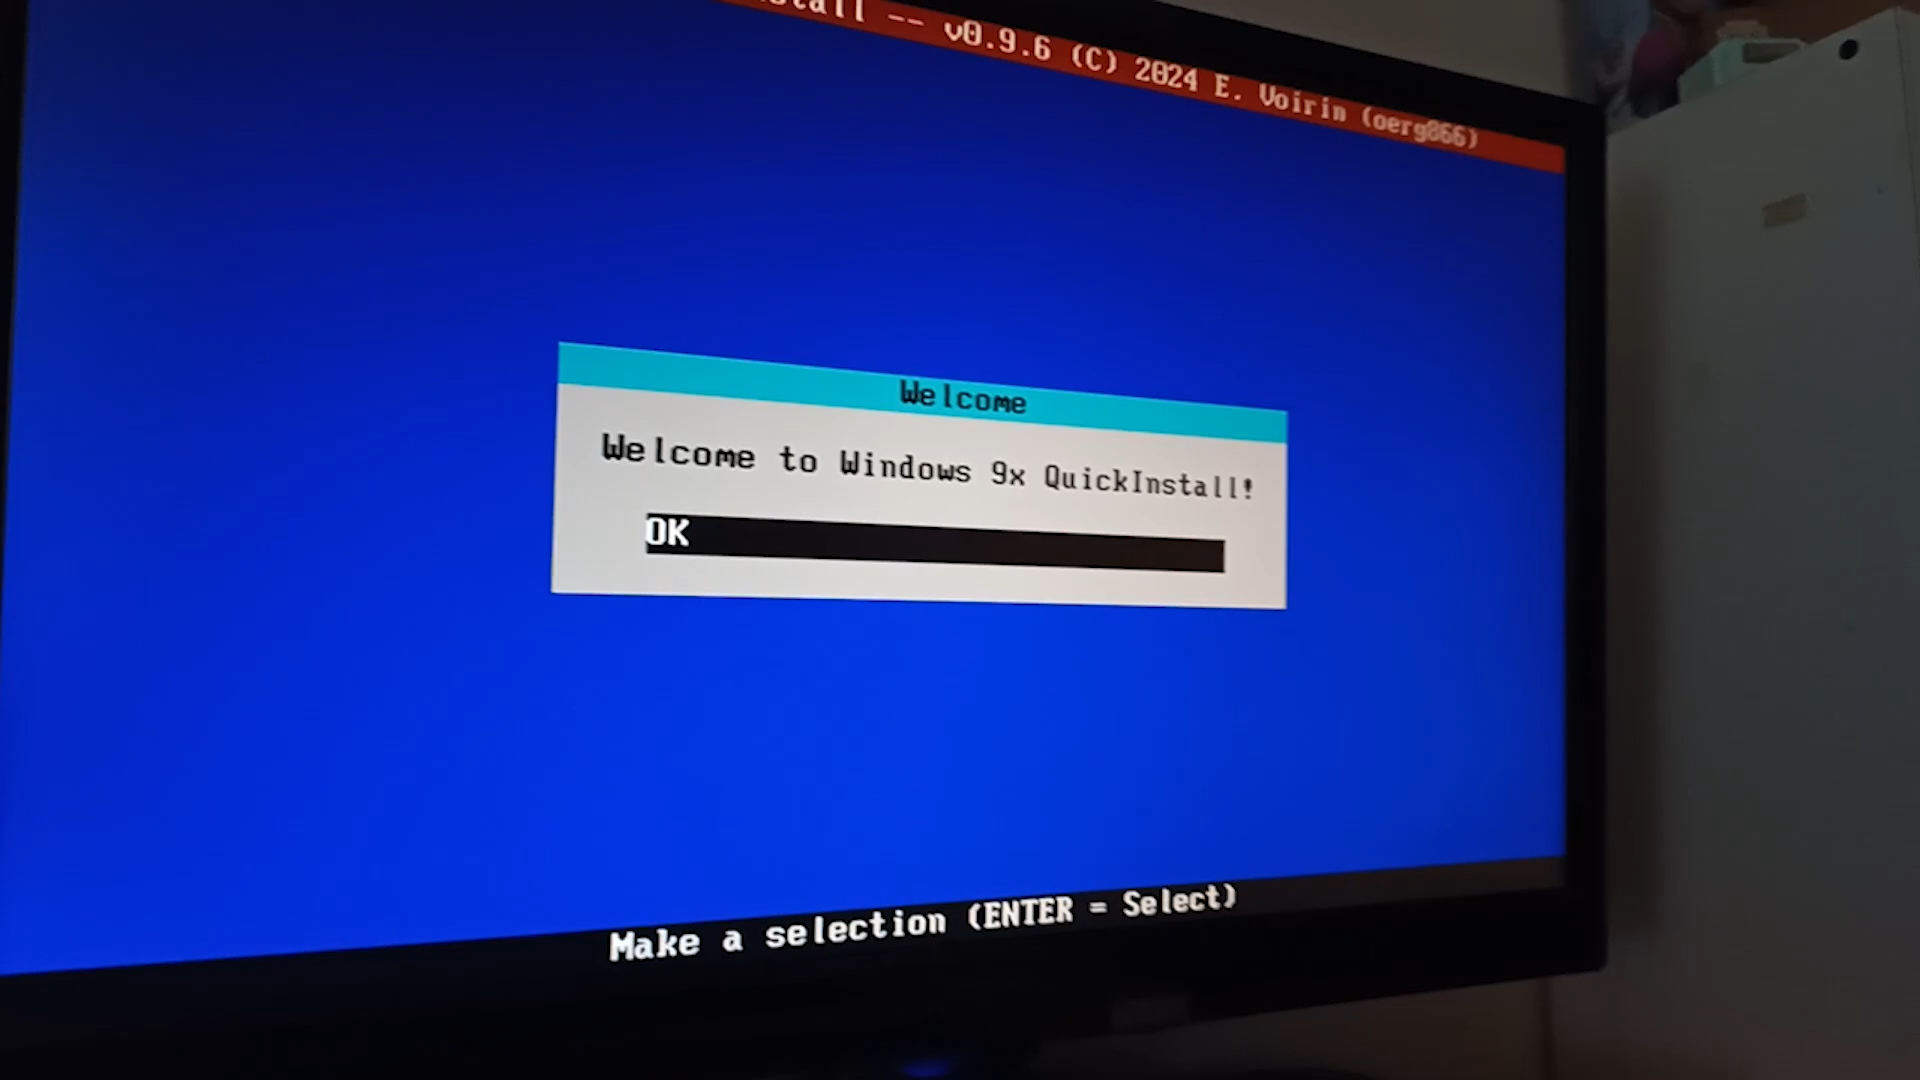 -- v0.9.6 (C) 2024 E. Voirin (oerg866)
Welcome
Welcome to Windows 9x QuickInstall!
OK
Make a selection (ENTER = Select)